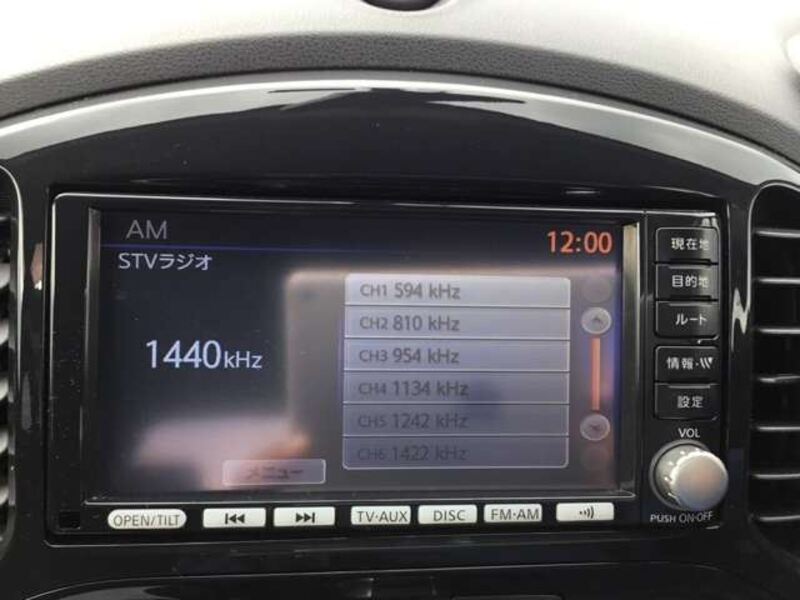 AM
12:00
STVラジオ
1440kHz
CH1 594 kHz
CH2 810 kHz
CH3 954 kHz
CH4 1134 kHz
CH5 1242 kHz
CH6 1422 kHz
メニュー
現在地
目的地
ルート
情報・VV
設定
VOL
PUSH ON·OFF
OPEN/TILT
TV·AUX
DISC
FM·AM